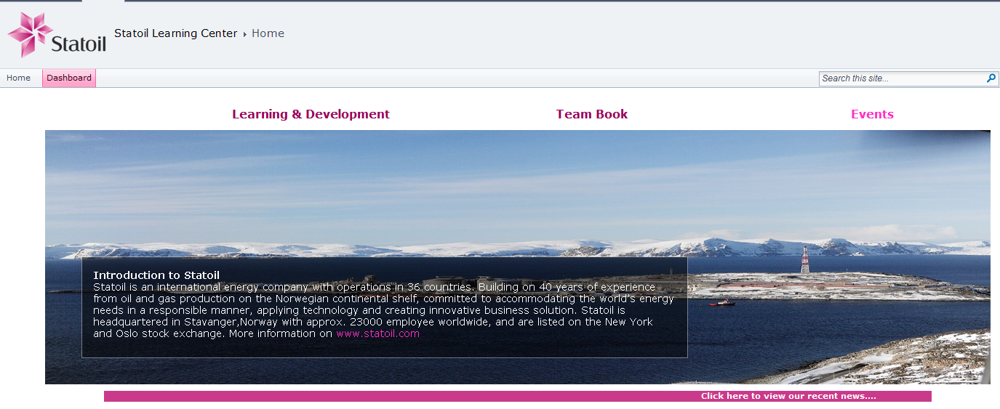 Statoil
Statoil Learning Center ▸ Home
Home
Dashboard
Search this site...
Learning & Development
Team Book
Events
Introduction to Statoil
Statoil is an international energy company with operations in 36 countries. Building on 40 years of experience
from oil and gas production on the Norwegian continental shelf, committed to accommodating the world's energy
needs in a responsible manner, applying technology and creating innovative business solution. Statoil is
headquartered in Stavanger,Norway with approx. 23000 employee worldwide, and are listed on the New York
and Oslo stock exchange. More information on www.statoil.com
Click here to view our recent news....